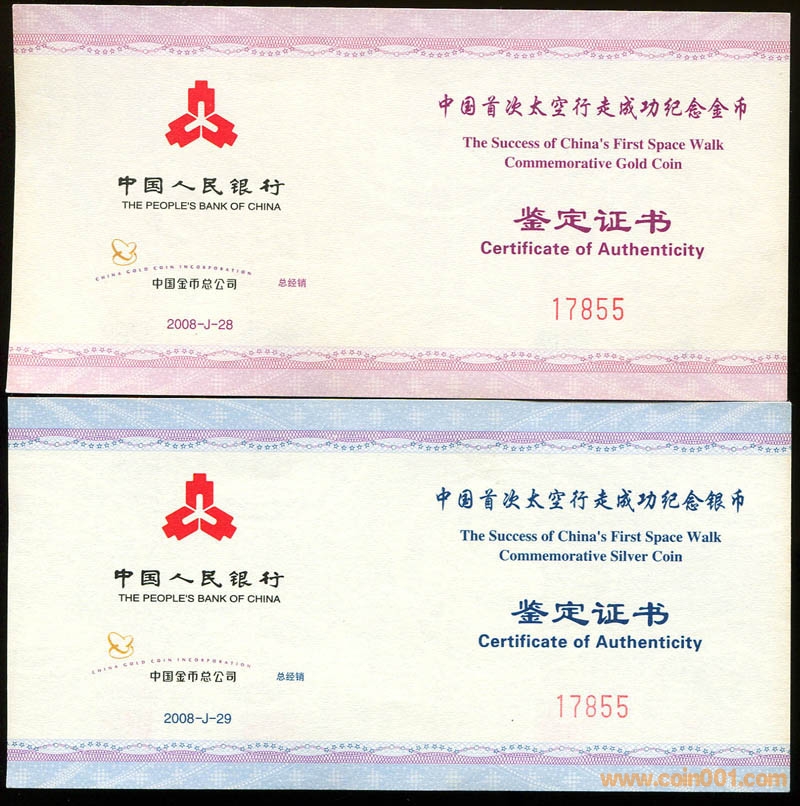 中国人民银行
THE PEOPLE'S BANK OF CHINA
CHINA GOLD COIN INCORPORATION
中国金币总公司 总经销
2008-J-28
中国首次太空行走成功纪念金币
The Success of China's First Space Walk
Commemorative Gold Coin
鉴定证书
Certificate of Authenticity
17855
中国人民银行
THE PEOPLE'S BANK OF CHINA
CHINA GOLD COIN INCORPORATION
中国金币总公司 总经销
2008-J-29
中国首次太空行走成功纪念银币
The Success of China's First Space Walk
Commemorative Silver Coin
鉴定证书
Certificate of Authenticity
17855
www.coin001.com